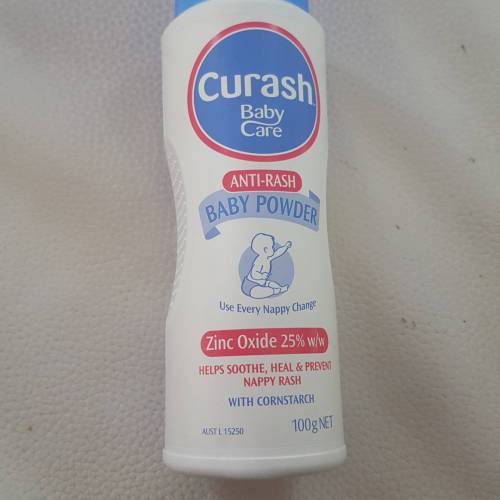 Curash
Baby
Care
ANTI-RASH
BABY POWDER
Use Every Nappy Change
Zinc Oxide 25% w/w
HELPS SOOTHE, HEAL & PREVENT
NAPPY RASH
WITH CORNSTARCH
AUST L 15250
100g NET